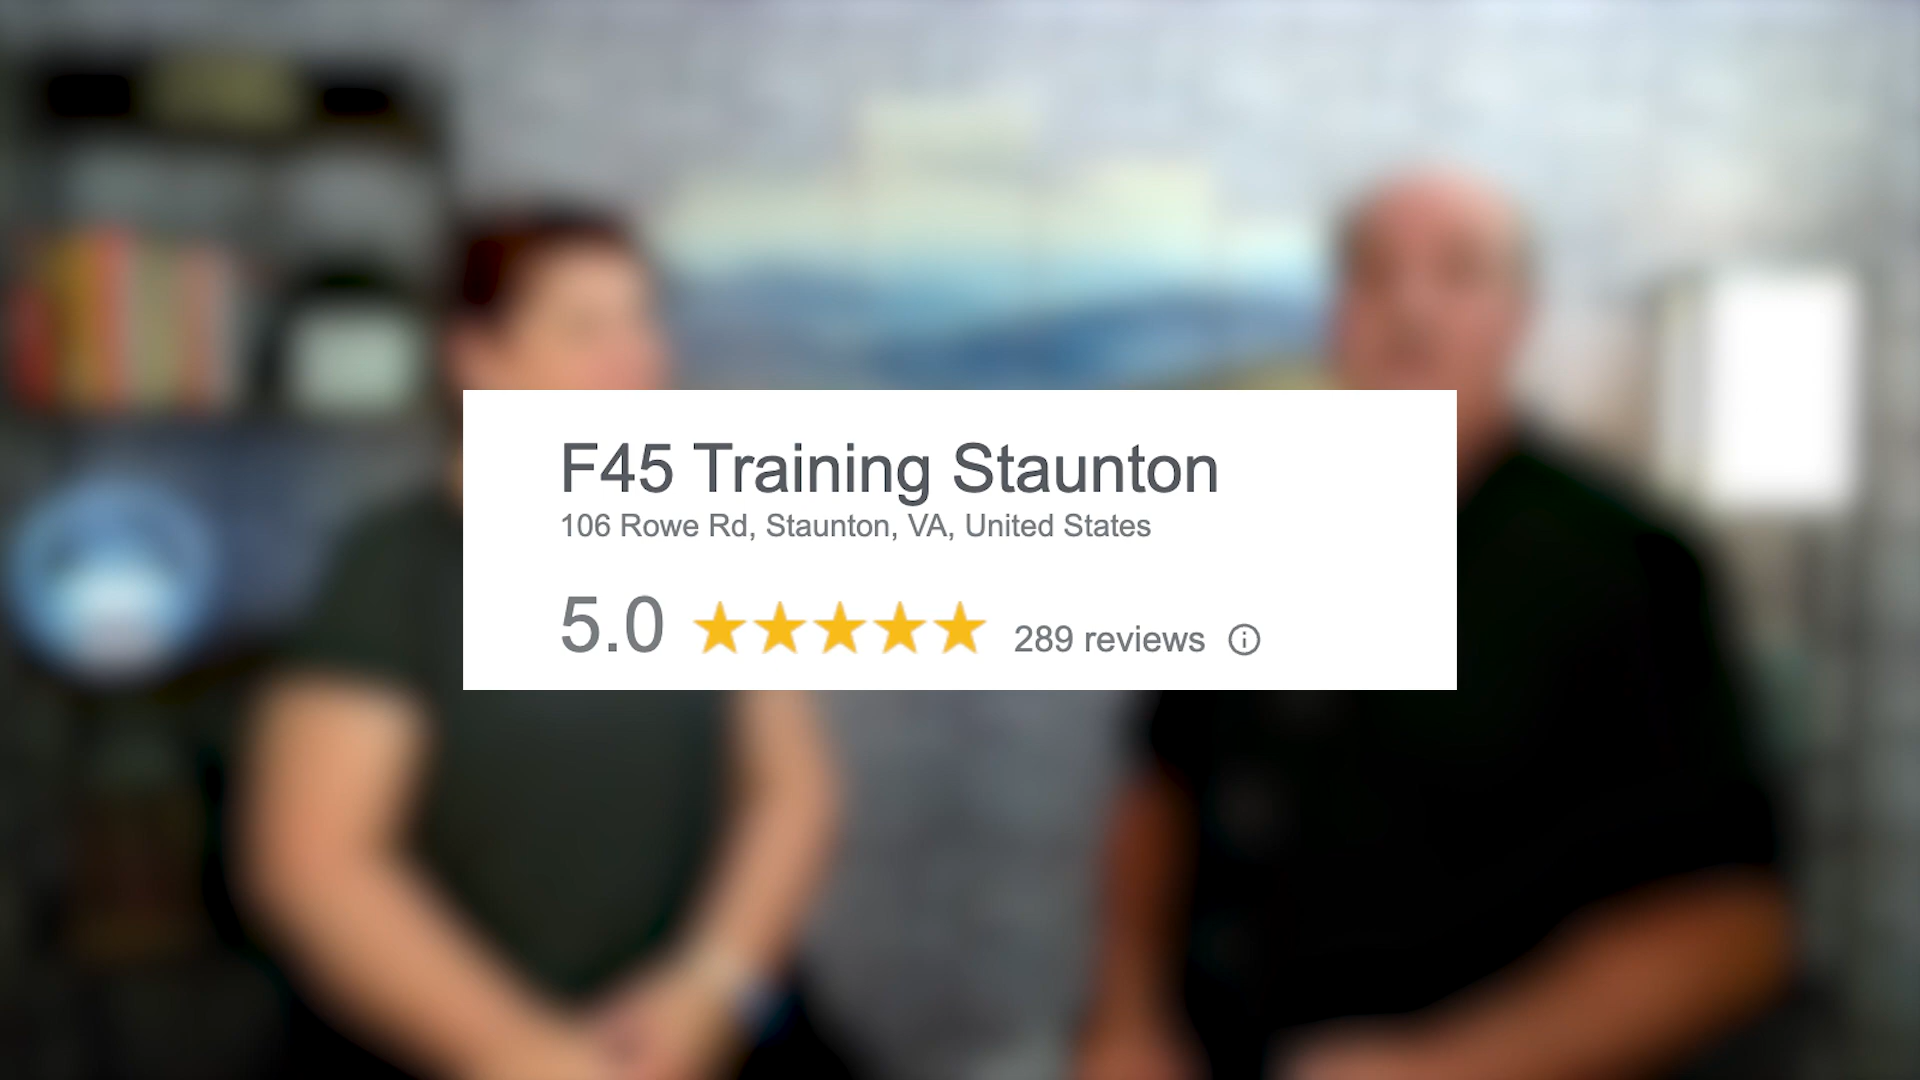 F45 Training Staunton
106 Rowe Rd, Staunton, VA, United States
5.0 289 reviews